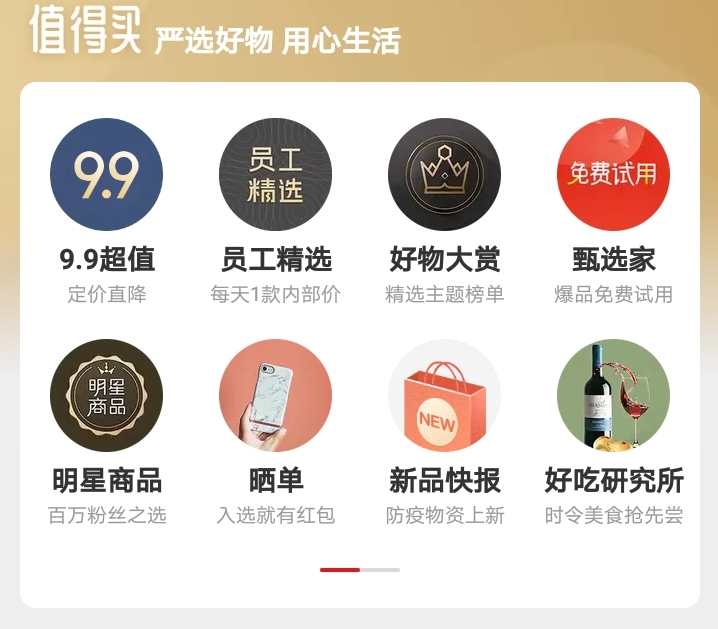 值得买 严选好物 用心生活
9.9 员工 免费试用
精选
9.9超值 员工精选 好物大赏 甄选家
定价直降 每天1款内部价 精选主题榜单 爆品免费试用
明星
商品 NEW
明星商品 晒单 新品快报 好吃研究所
百万粉丝之选 入选就有红包 防疫物资上新 时令美食抢先尝